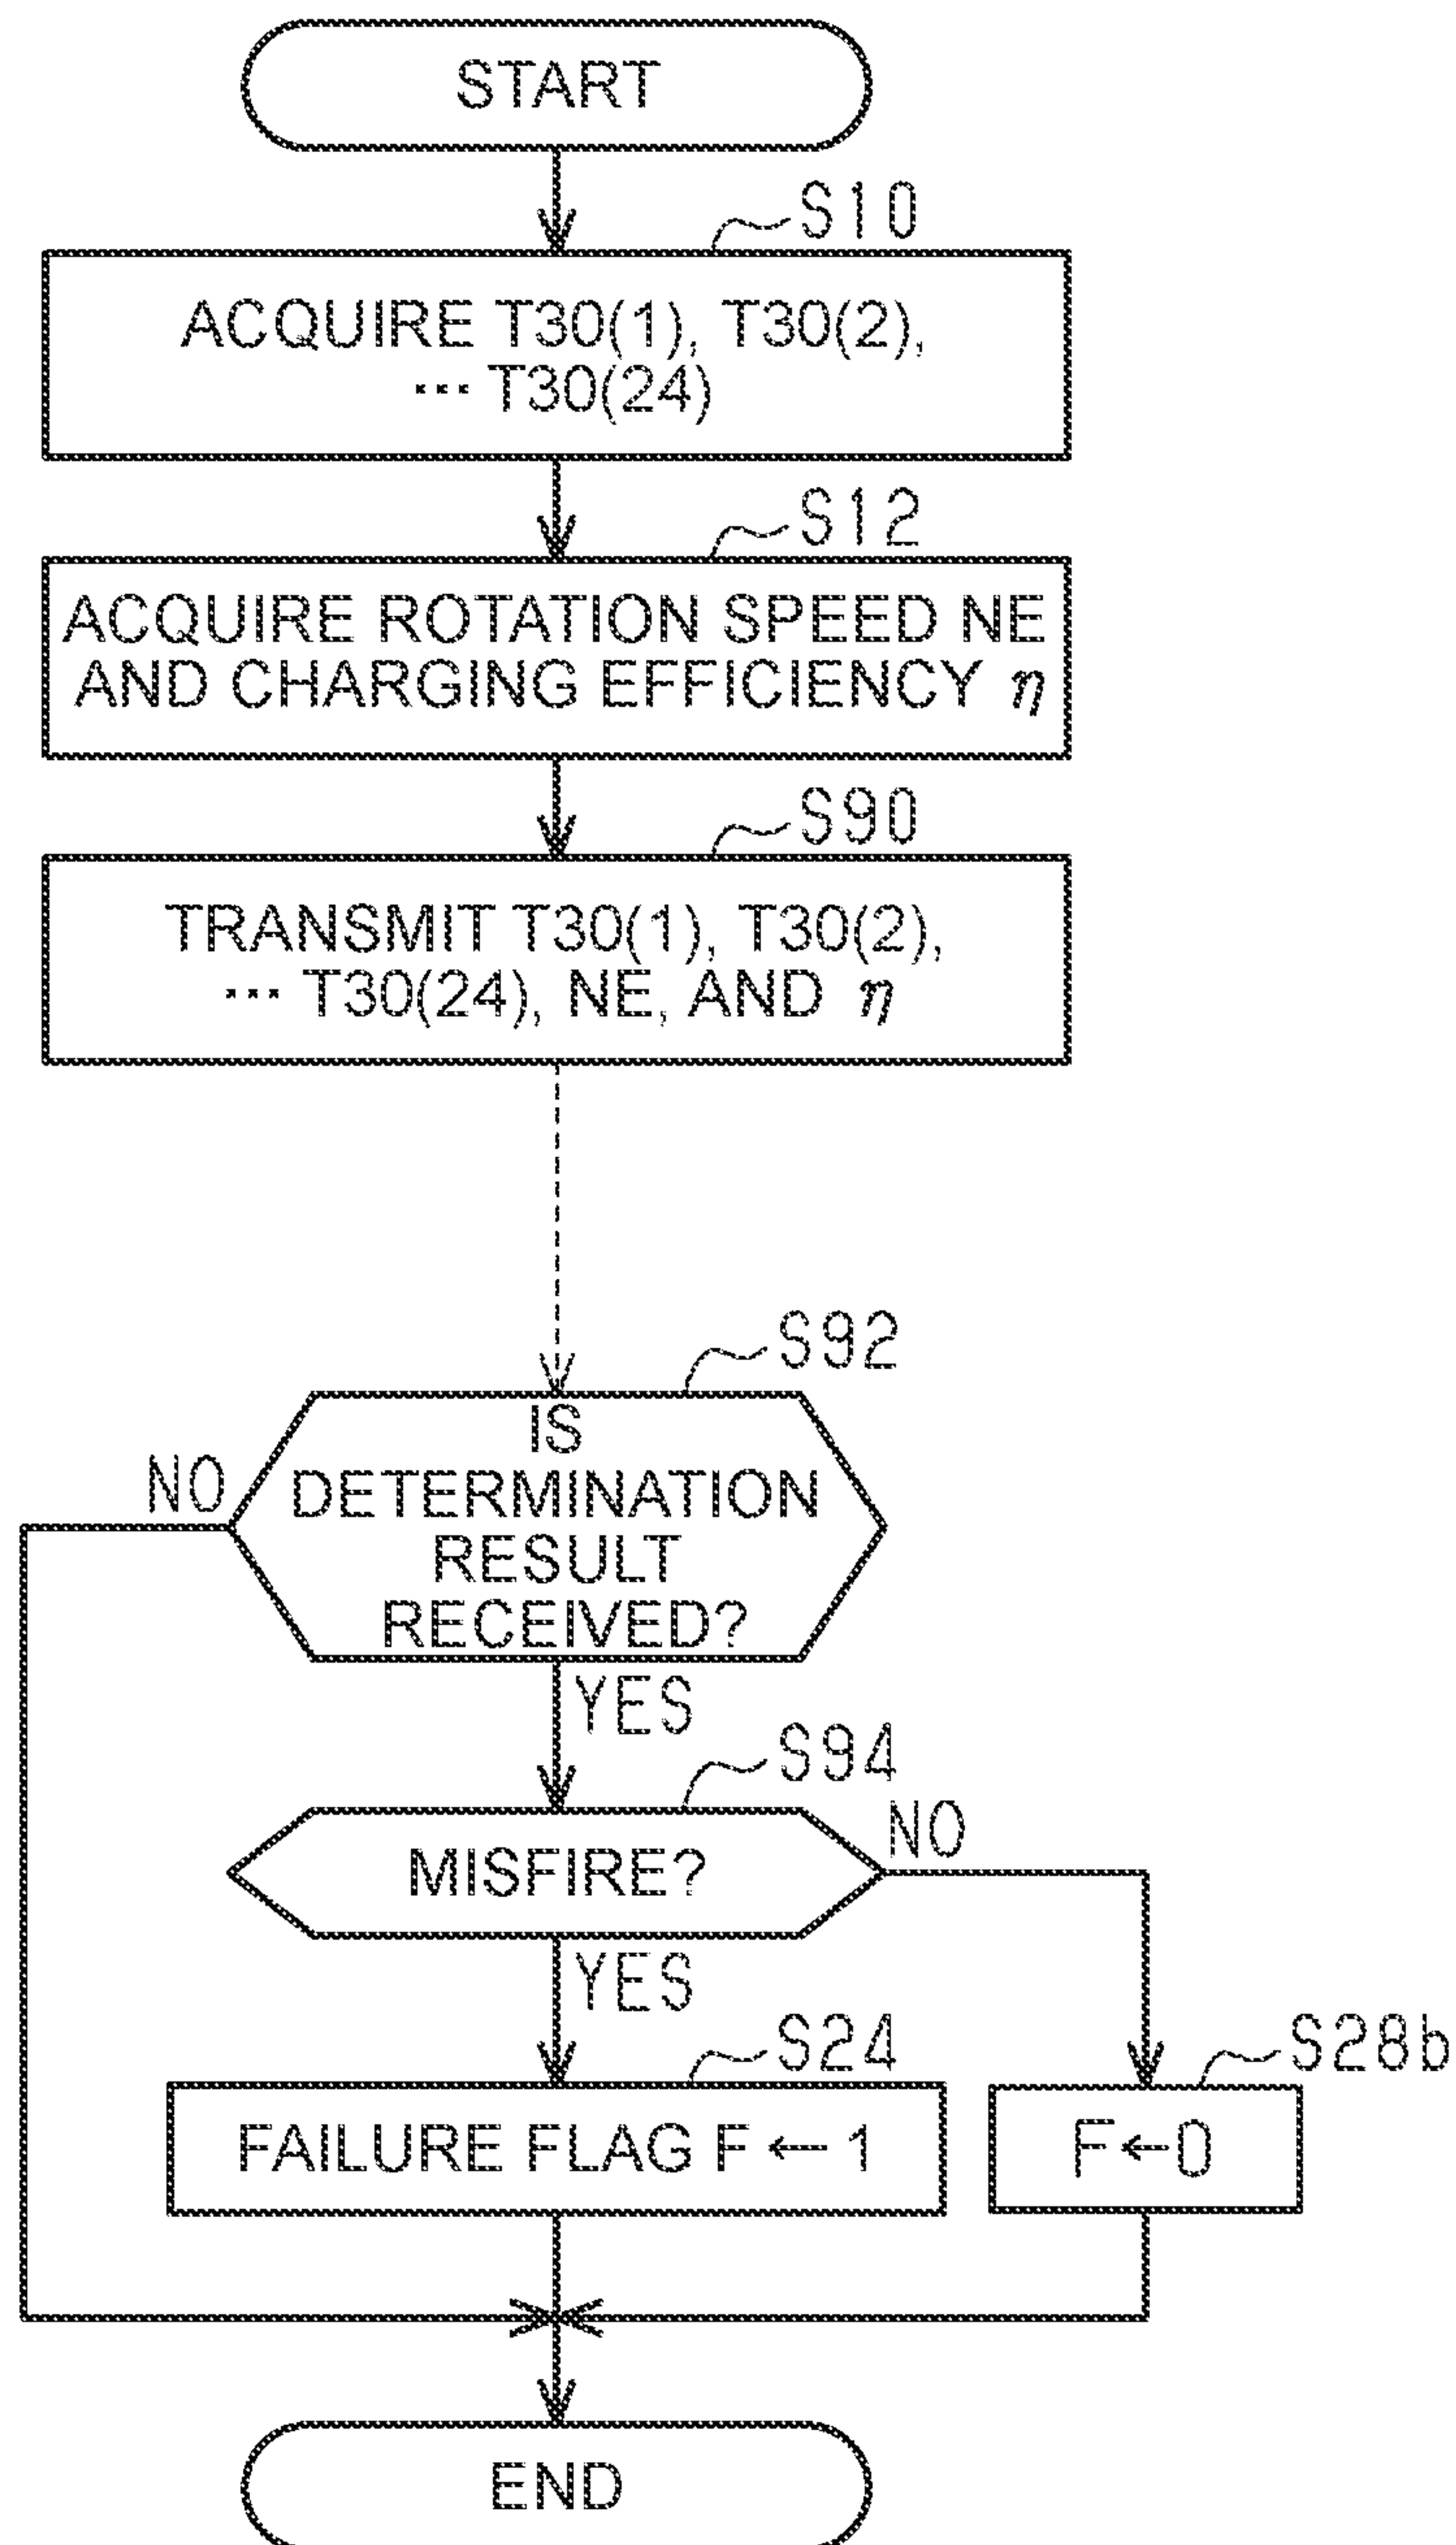 START
S10
ACQUIRE T30(1), T30(2),
··· T30(24)
S12
ACQUIRE ROTATION SPEED NE
AND CHARGING EFFICIENCY η
S90
TRANSMIT T30(1), T30(2),
··· T30(24), NE, AND η
S92
IS
DETERMINATION
RESULT
RECEIVED?
NO
YES
S94
MISFIRE?
NO
YES
S24
FAILURE FLAG F ← 1
S28b
F←0
END